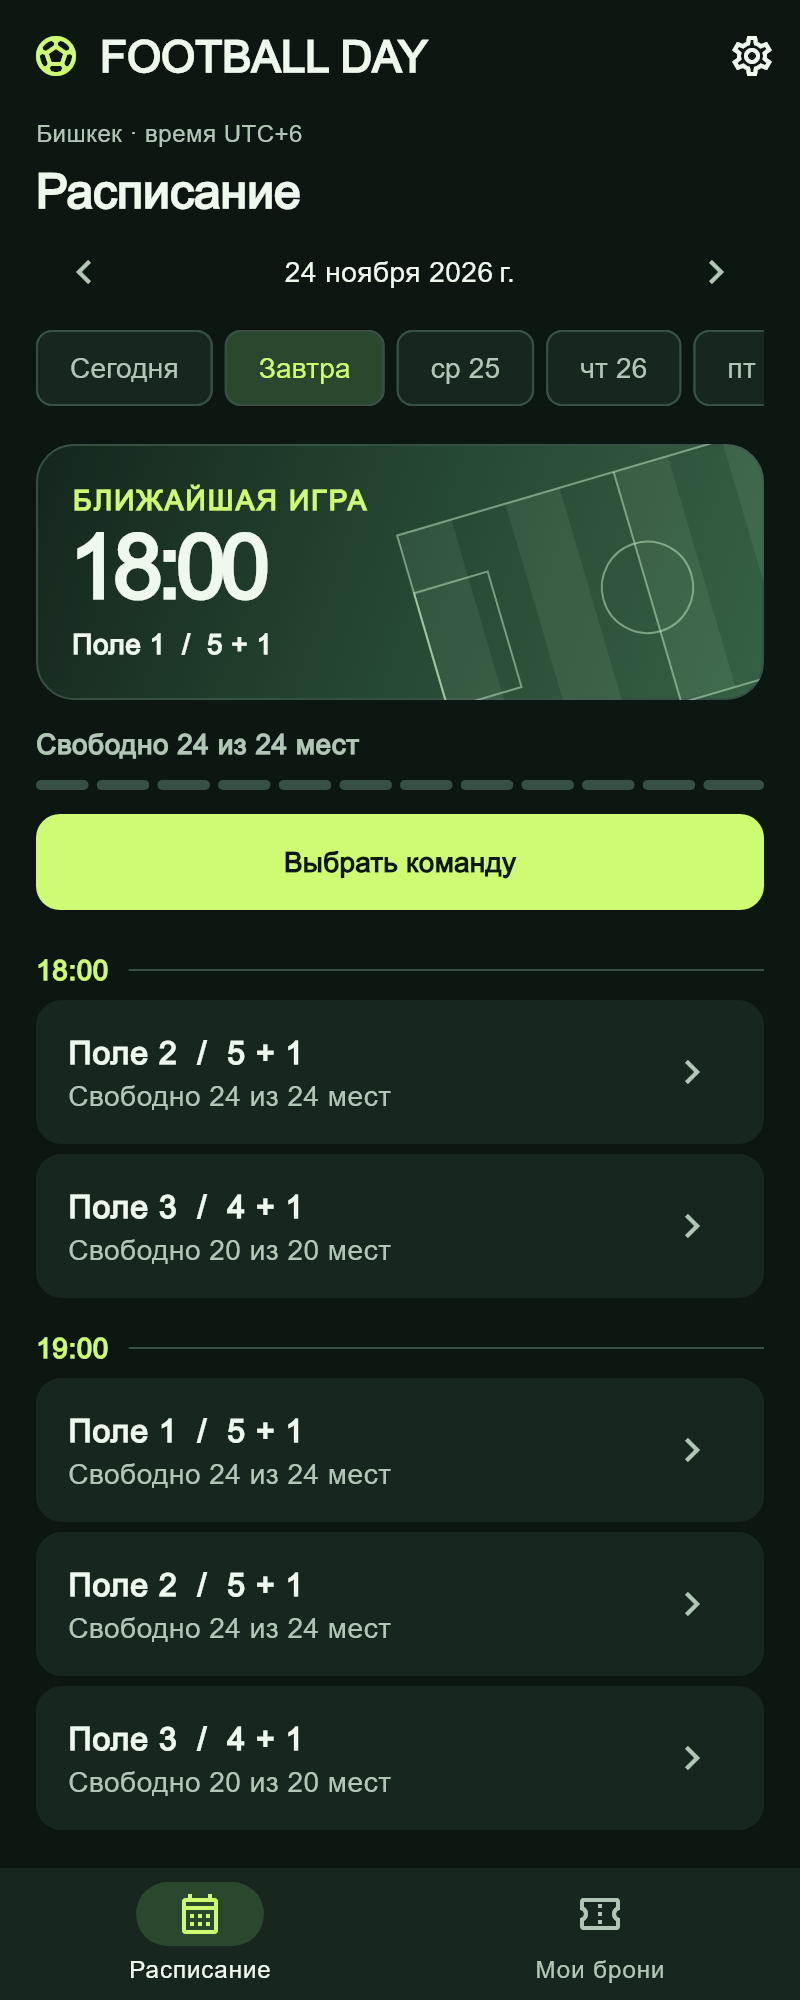 FOOTBALL DAY
Бишкек · время UTC+6
Расписание
24 ноября 2026 г.
Сегодня
Завтра
ср 25
чт 26
пт
БЛИЖАЙШАЯ ИГРА
18:00
Поле 1 / 5 + 1
Свободно 24 из 24 мест
Выбрать команду
18:00
Поле 2 / 5 + 1
Свободно 24 из 24 мест
Поле 3 / 4 + 1
Свободно 20 из 20 мест
19:00
Поле 1 / 5 + 1
Свободно 24 из 24 мест
Поле 2 / 5 + 1
Свободно 24 из 24 мест
Поле 3 / 4 + 1
Свободно 20 из 20 мест
Расписание
Мои брони